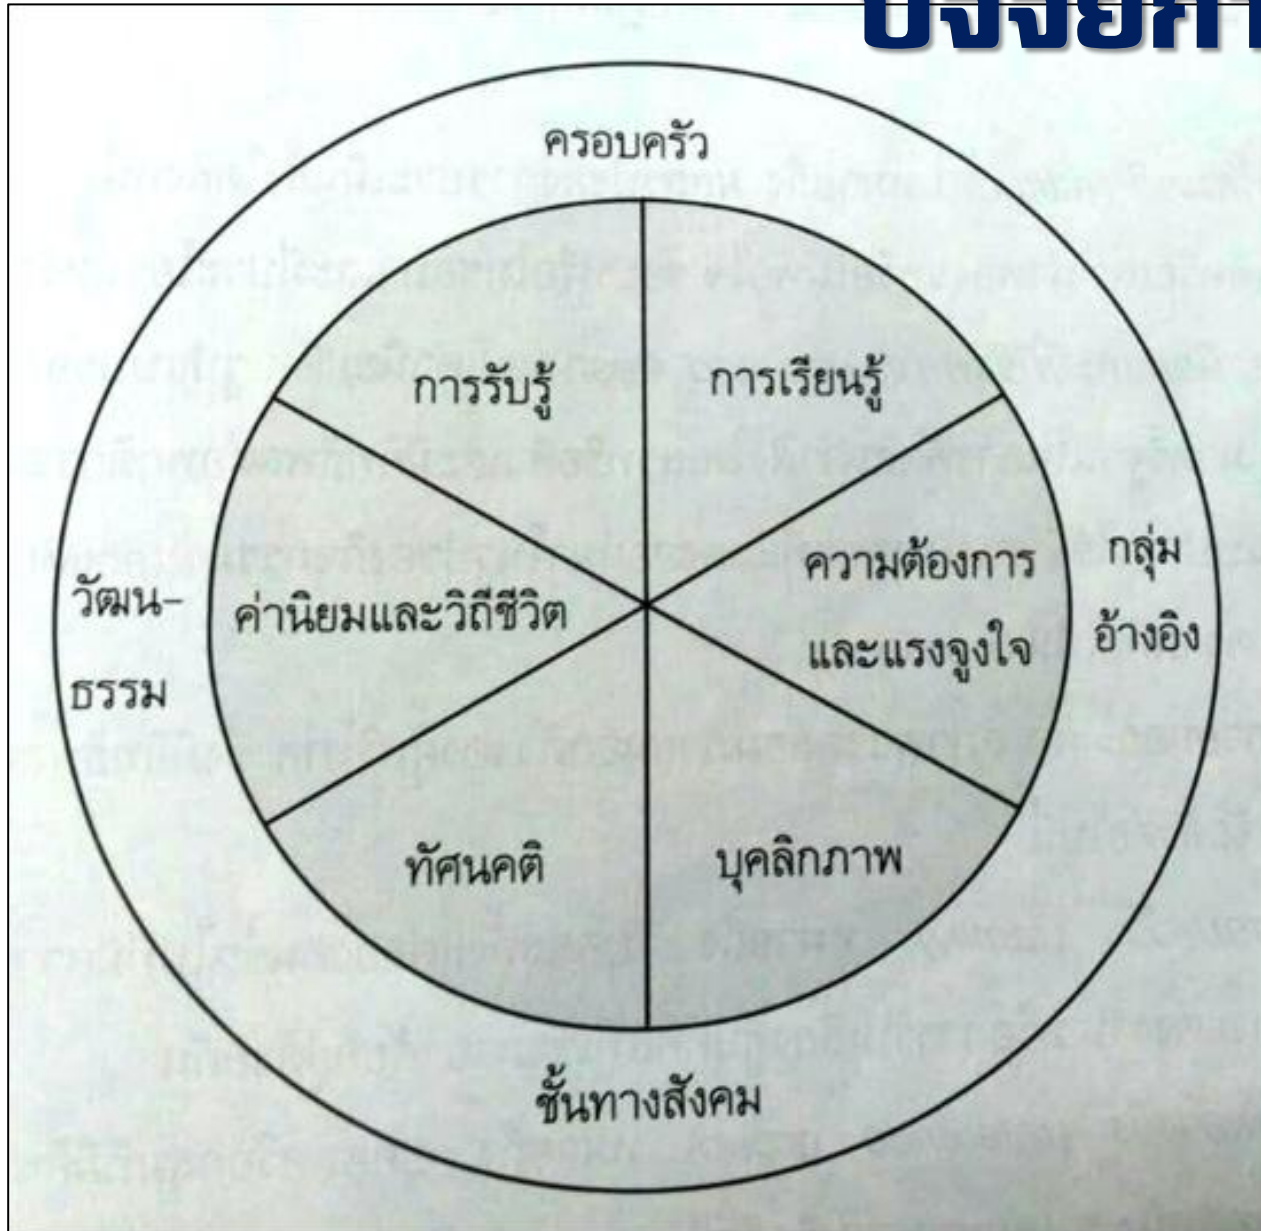 ครอบครัว
การรับรู้
การเรียนรู้
วัฒน-
ธรรม
ค่านิยมและวิถีชีวิต
ความต้องการ
และแรงจูงใจ
กลุ่ม
อ้างอิง
ทัศนคติ
บุคลิกภาพ
ชั้นทางสังคม